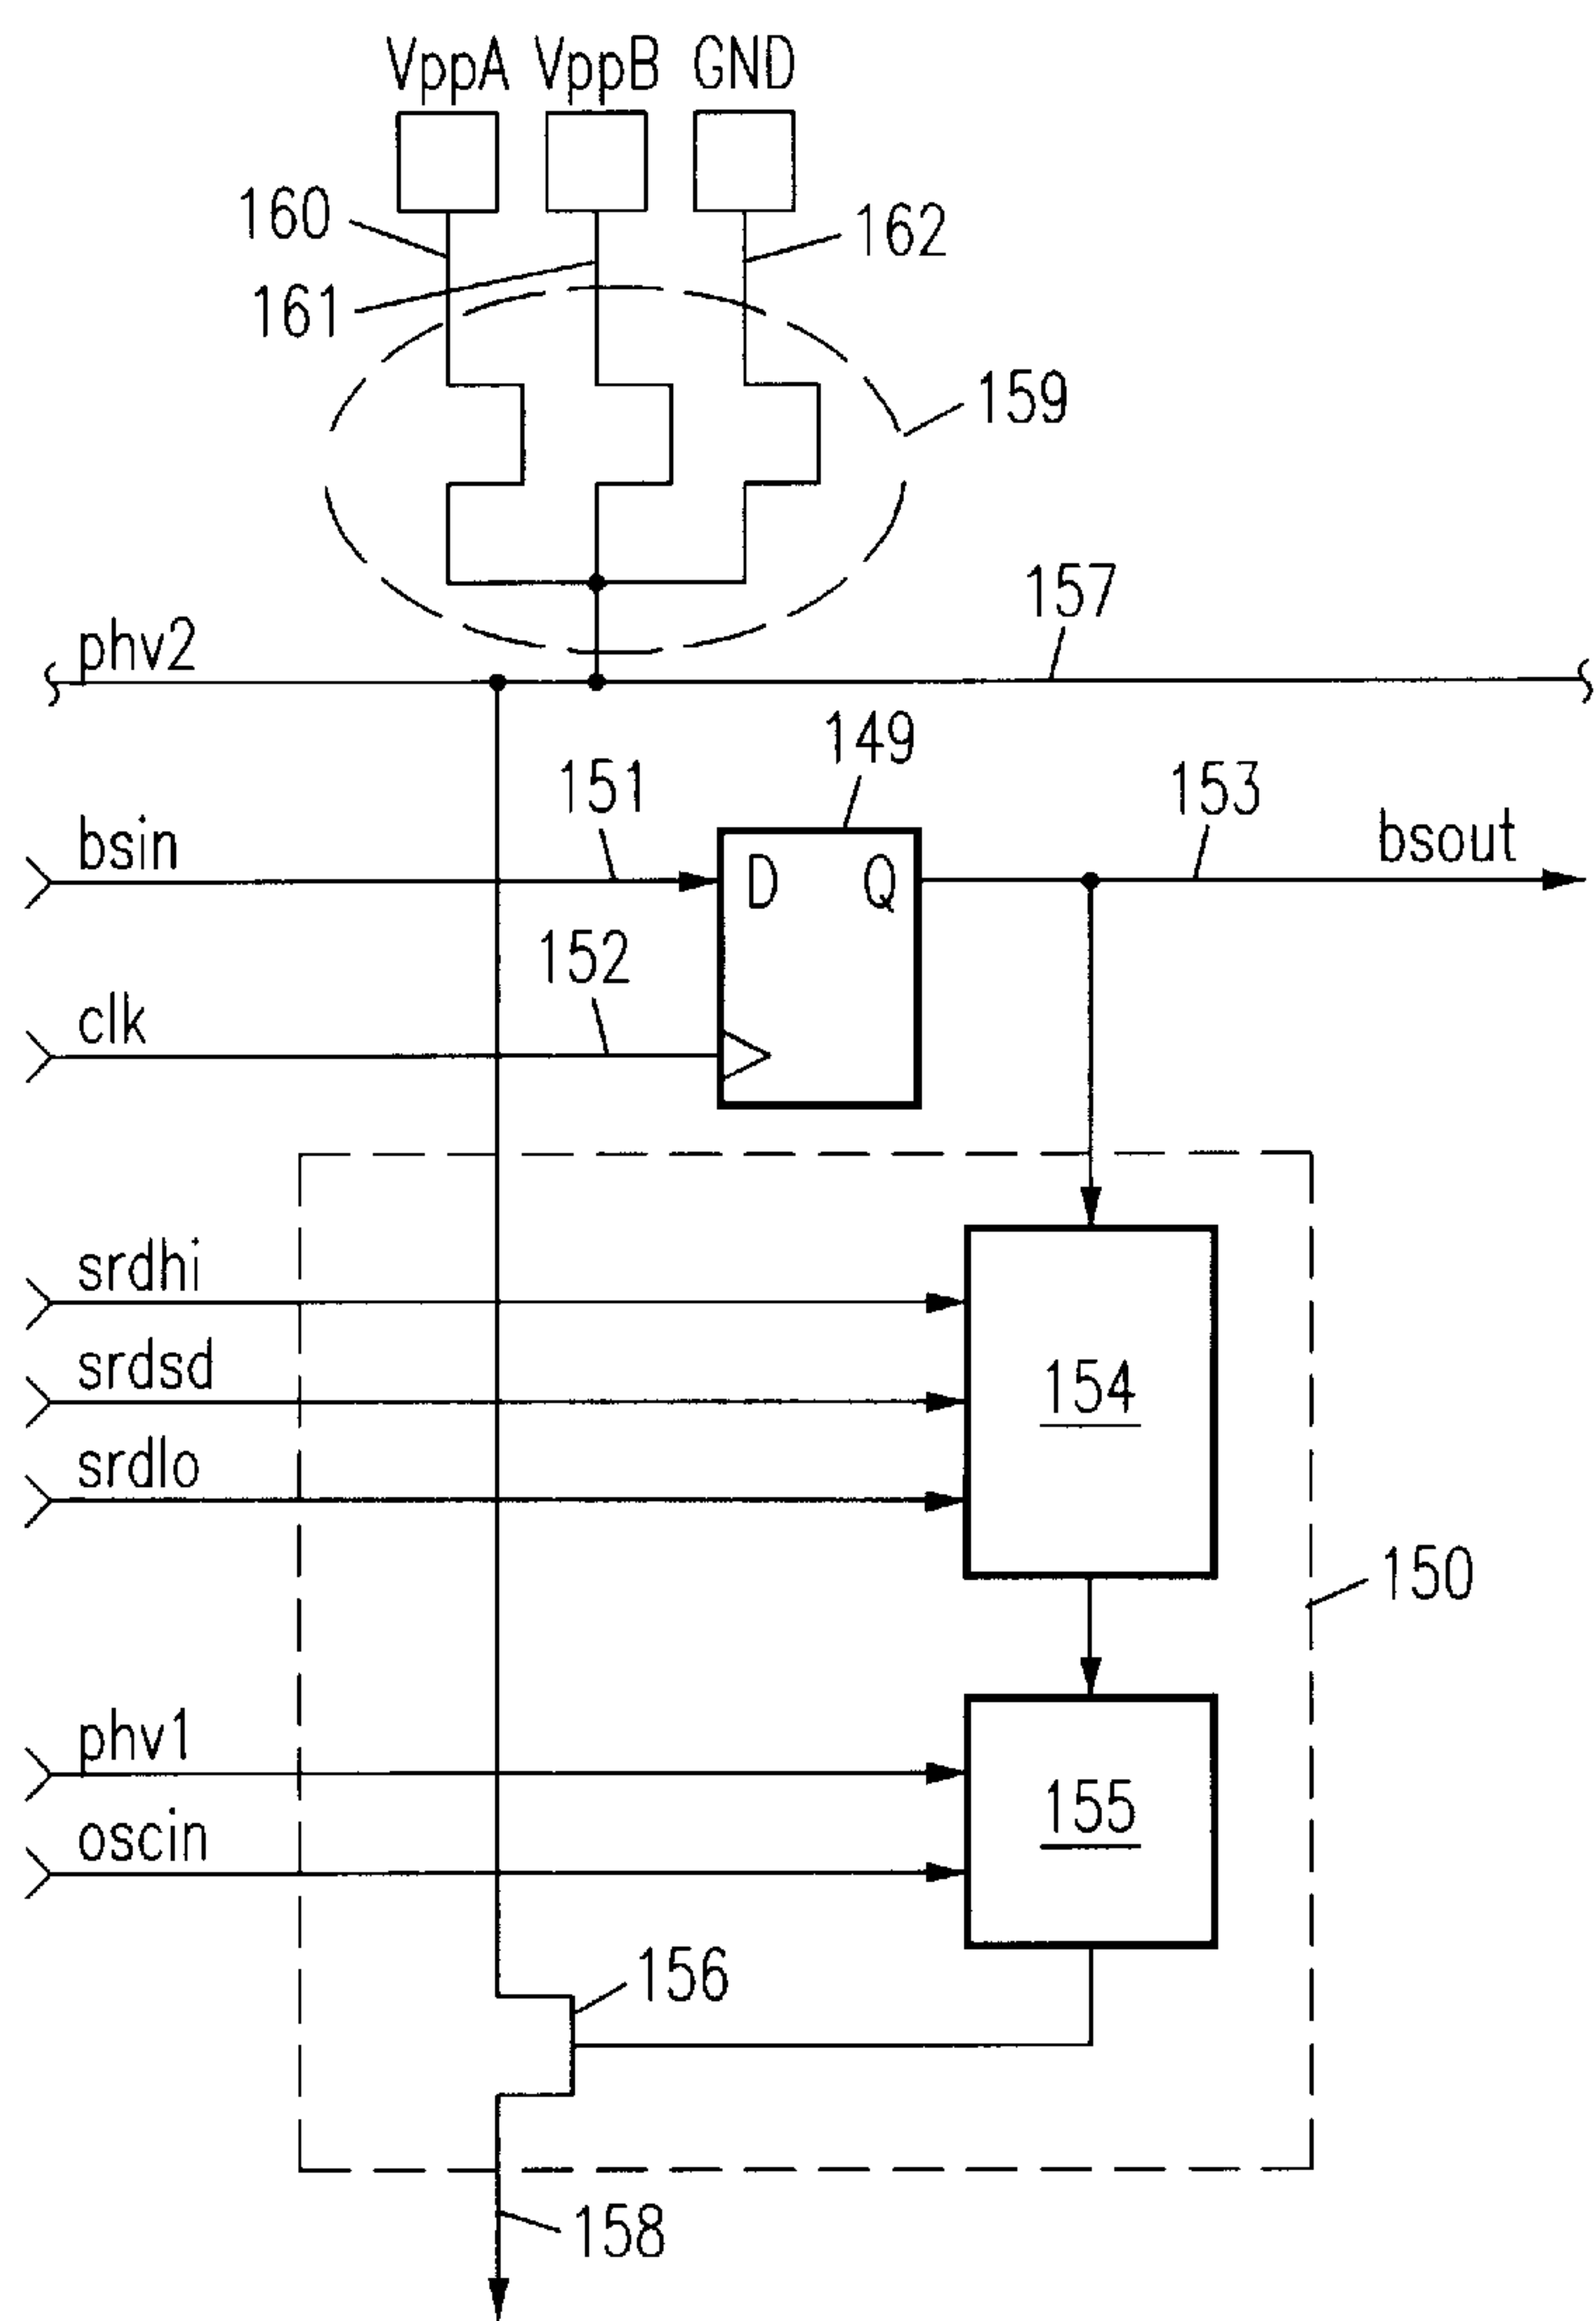 VppA VppB GND
160
162
161
159
157
phv2
149
151
153
bsin
bsout
D Q
152
clk
srdhi
srdsd
154
srdlo
150
phv1
155
oscin
156
158